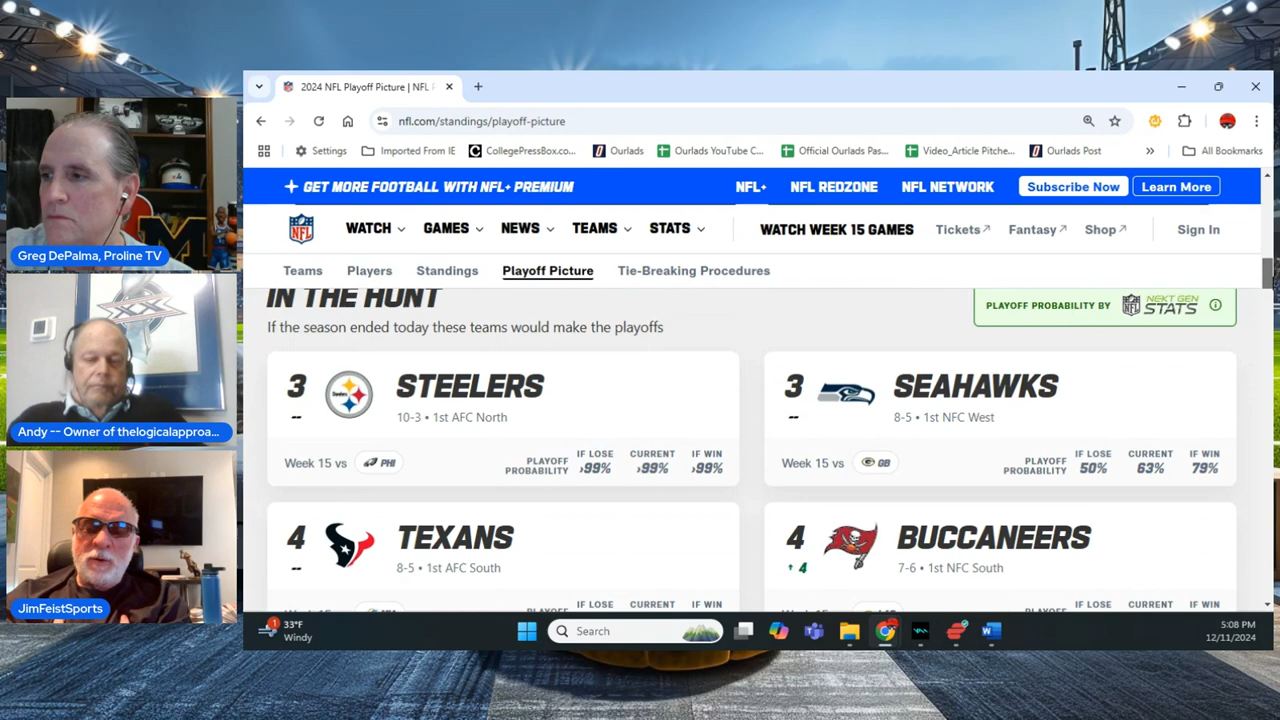 2024 NFL Playoff Picture | NFL
nfl.com/standings/playoff-picture
Settings
Imported From IE
CollegePressBox.co...
Ourlads
Ourlads YouTube C...
Official Ourlads Pas...
Video_Article Pitche...
Ourlads Post
All Bookmarks
GET MORE FOOTBALL WITH NFL+ PREMIUM
NFL+
NFL REDZONE
NFL NETWORK
Subscribe Now
Learn More
NFL
WATCH
GAMES
NEWS
TEAMS
STATS
WATCH WEEK 15 GAMES
Tickets
Fantasy
Shop
Sign In
Teams
Players
Standings
Playoff Picture
Tie-Breaking Procedures
IN THE HUNT
If the season ended today these teams would make the playoffs
PLAYOFF PROBABILITY BY NFL NEXT GEN STATS
3 Steelers STEELERS
--
10-3 • 1st AFC North
Week 15 vs PHI
PLAYOFF PROBABILITY
IF LOSE CURRENT IF WIN
>99% >99% >99%
3 SEAHAWKS
--
8-5 • 1st NFC West
Week 15 vs GB
PLAYOFF PROBABILITY
IF LOSE CURRENT IF WIN
50% 63% 79%
4 TEXANS
--
8-5 • 1st AFC South
IF LOSE CURRENT IF WIN
4 BUCCANEERS
↑ 4
7-6 • 1st NFC South
IF LOSE CURRENT IF WIN
Greg DePalma, Proline TV
Andy -- Owner of thelogicalapproa...
JimFeistSports
1
33°F
Windy
Search
5:08 PM
12/11/2024